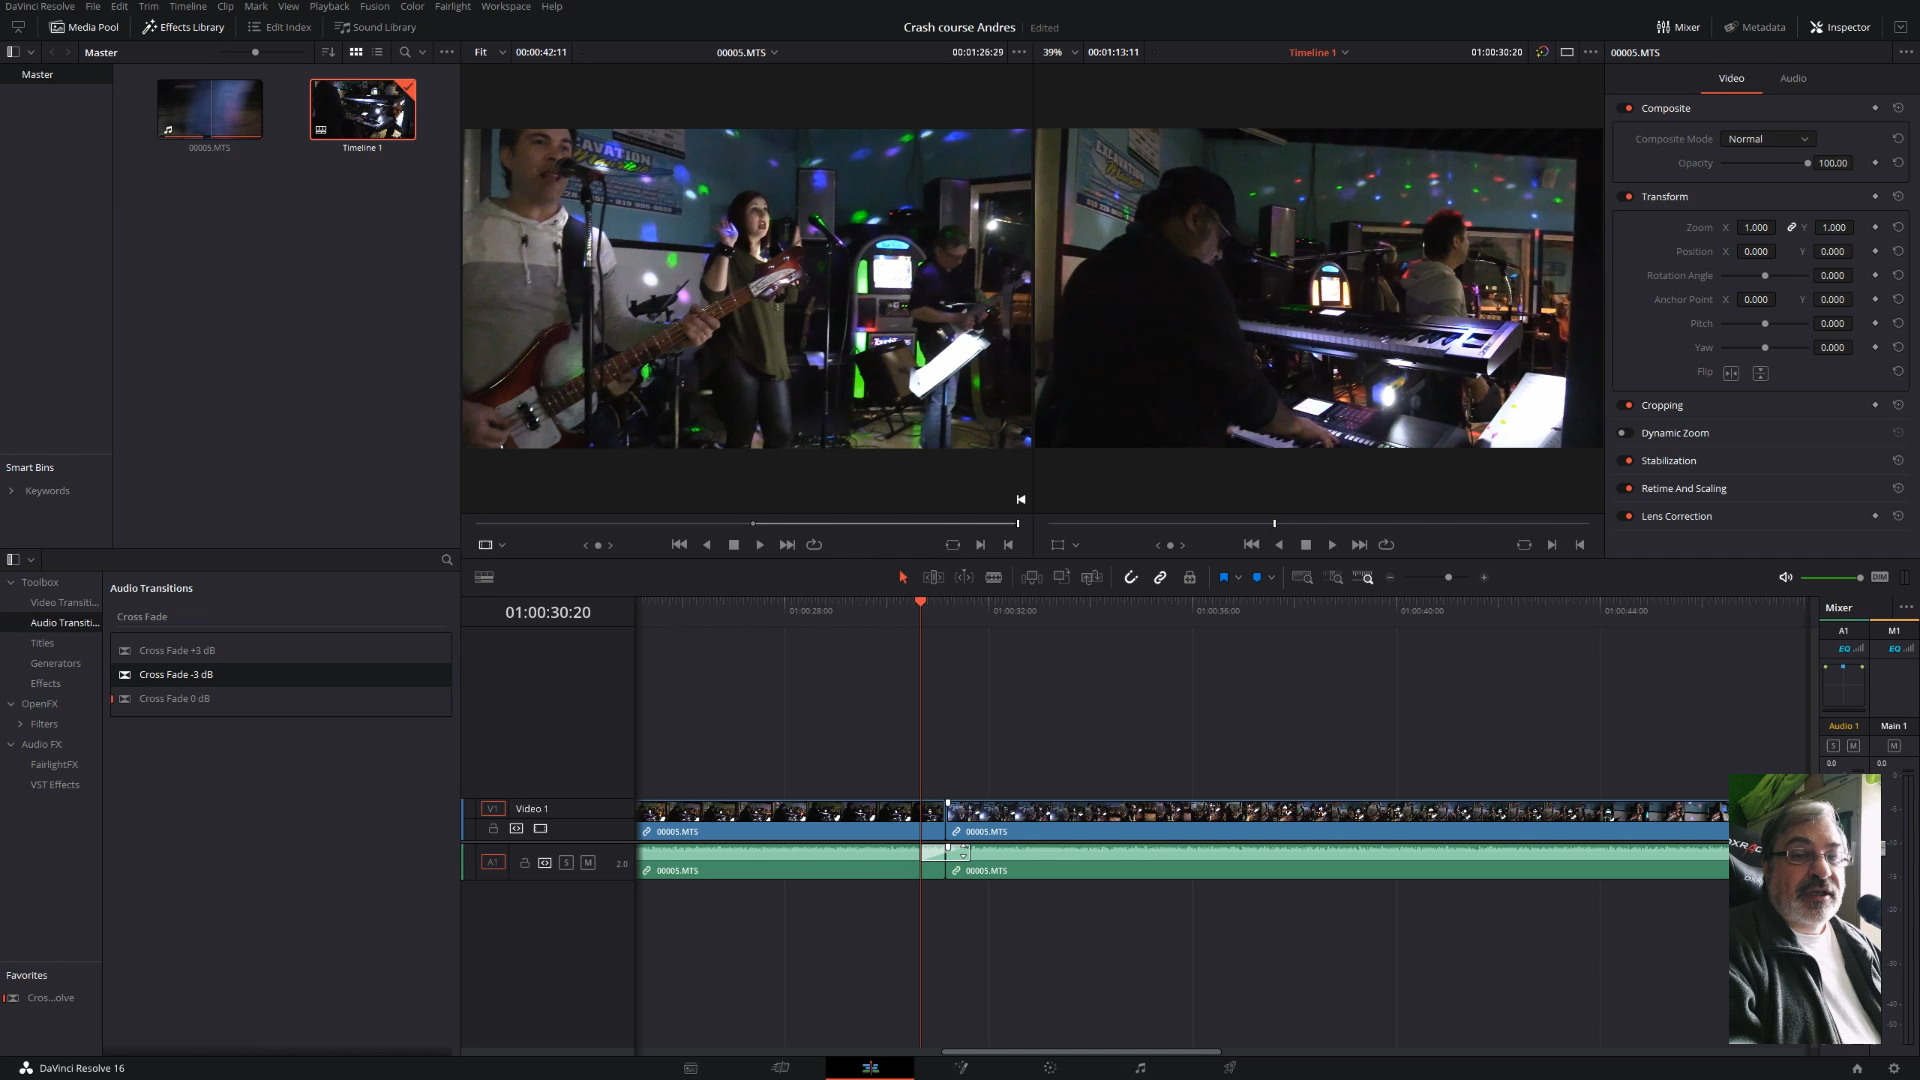 DaVinci Resolve File Edit Trim Timeline Clip Mark View Playback Fusion Color Fairlight Workspace Help
Media Pool Effects Library Edit Index Sound Library Crash course Andres Edited Mixer Metadata Inspector
Master Fit 00:00:42:11 00005.MTS 00:01:26:29 39% 00:01:13:11 Timeline 1 01:00:30:20 00005.MTS
Master
Video Audio
Composite
Composite Mode Normal
Opacity 100.00
00005.MTS Timeline 1
EXCAVATION
Transform
Zoom X 1.000 Y 1.000
Position X 0.000 Y 0.000
Rotation Angle 0.000
Anchor Point X 0.000 Y 0.000
Pitch 0.000
Yaw 0.000
Flip
Cropping
Dynamic Zoom
Stabilization
Retime And Scaling
Lens Correction
Smart Bins
Keywords
Toolbox
Video Transiti...
Audio Transiti...
Titles
Generators
Effects
OpenFX
Filters
Audio FX
FairlightFX
VST Effects
Favorites
Cros...olve
Audio Transitions
Cross Fade
Cross Fade +3 dB
Cross Fade -3 dB
Cross Fade 0 dB
DIM
01:00:30:20 01:00:28:00 01:00:32:00 01:00:36:00 01:00:40:00 01:00:44:00
Mixer
A1 M1
EQ EQ
Audio 1 Main 1
S M M
0.0 0.0
V1 Video 1
00005.MTS 00005.MTS
A1 S M 2.0
00005.MTS 00005.MTS
0
-5
-10
-15
-20
-30
-40
-50
DaVinci Resolve 16